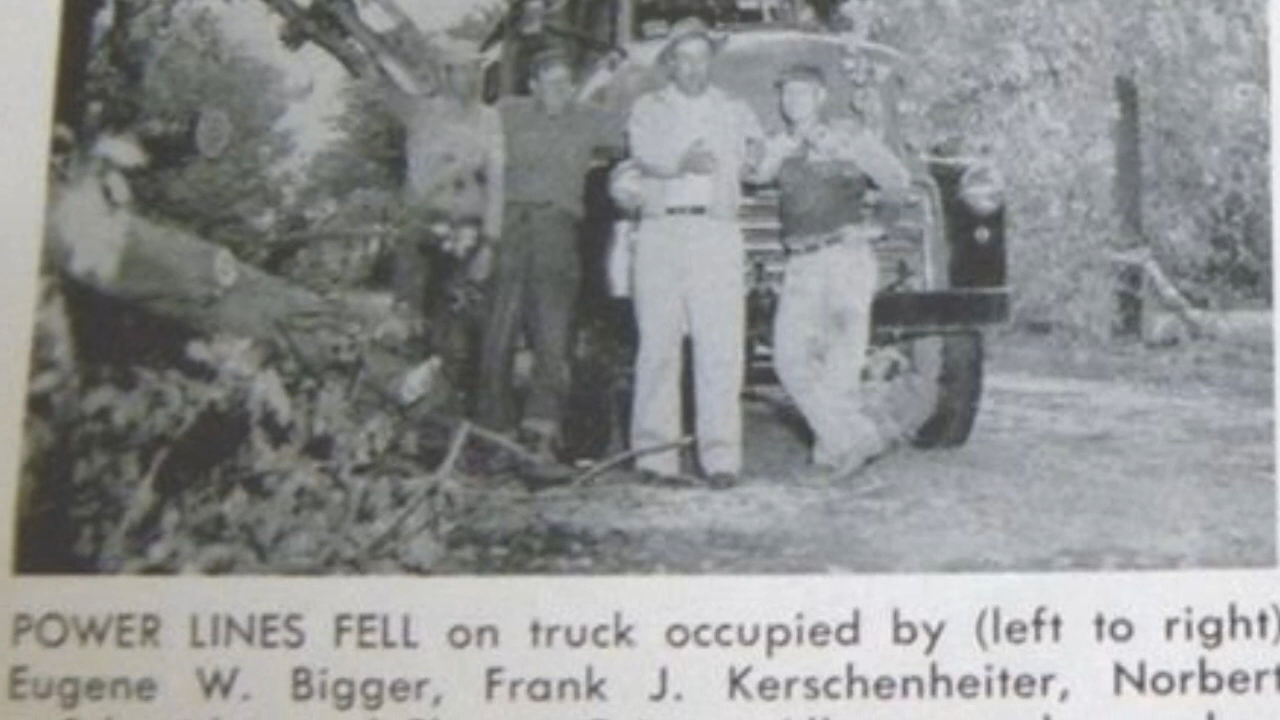 POWER LINES FELL on truck occupied by (left to right)
Eugene W. Bigger, Frank J. Kerschenheiter, Norbert